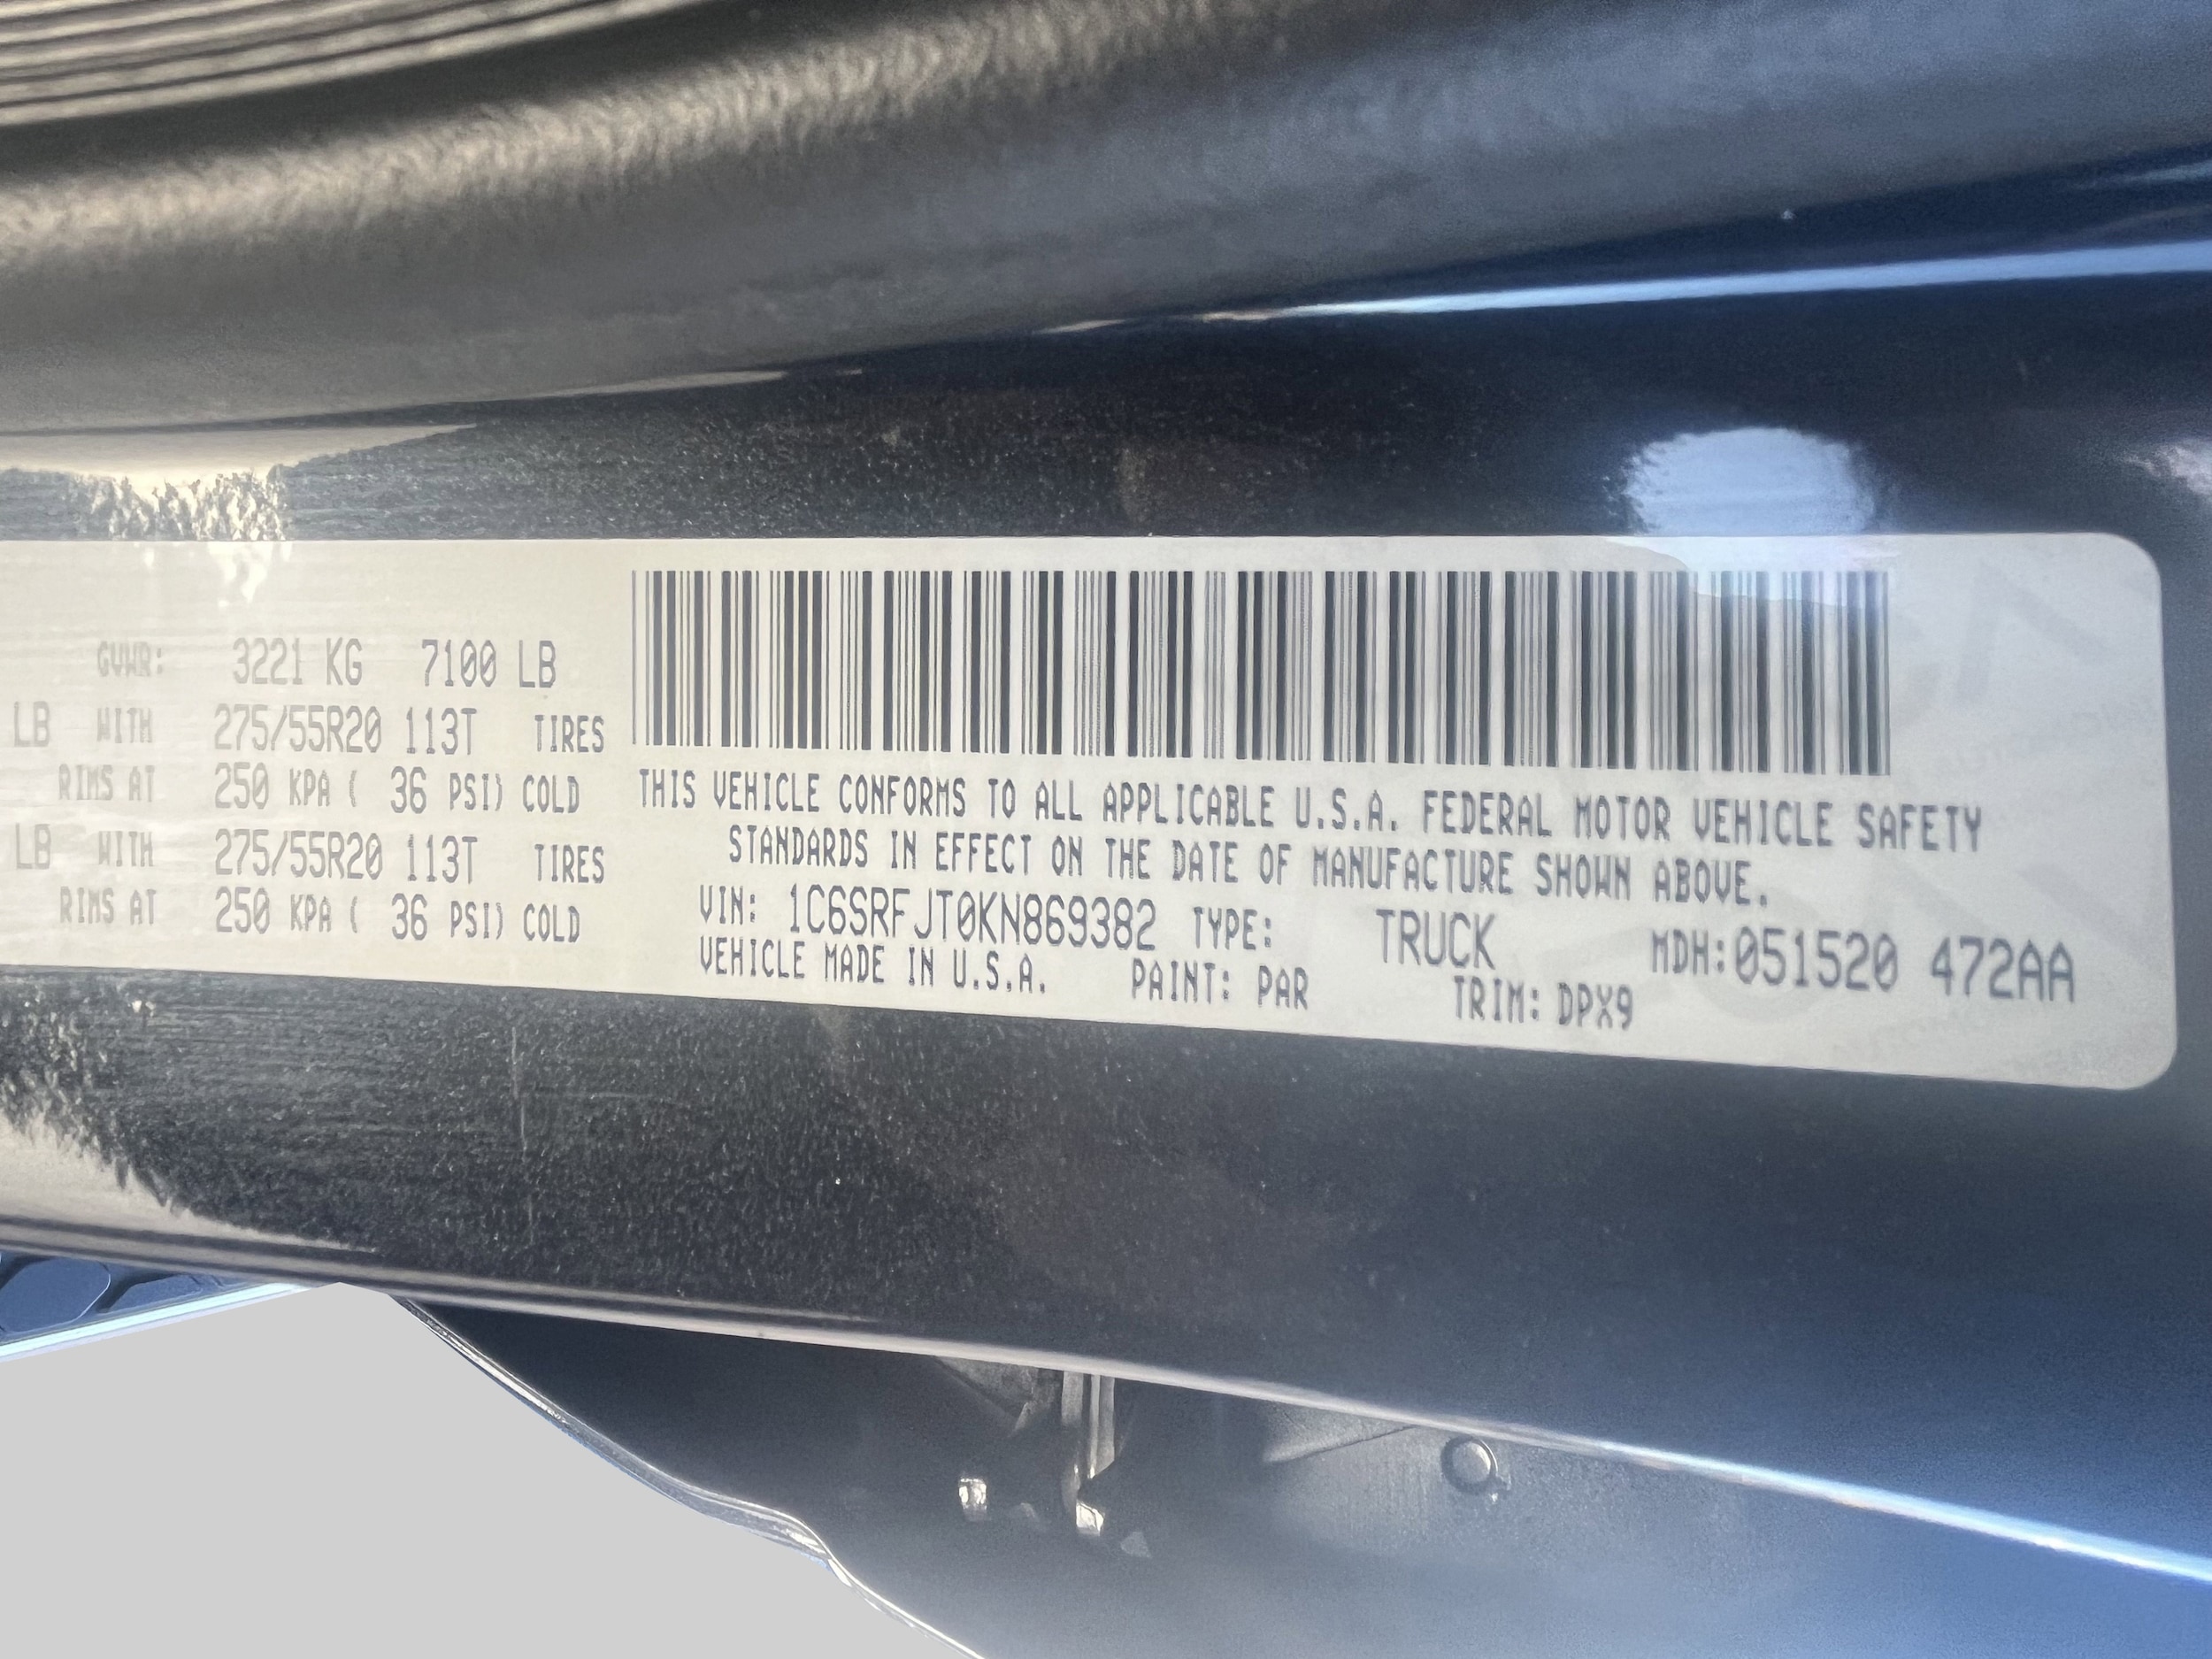 GVWR: 3221 KG 7100 LB
LB WITH 275/55R20 113T TIRES
RIMS AT 250 KPA ( 36 PSI) COLD
LB WITH 275/55R20 113T TIRES
RIMS AT 250 KPA ( 36 PSI) COLD
THIS VEHICLE CONFORMS TO ALL APPLICABLE U.S.A. FEDERAL MOTOR VEHICLE SAFETY
STANDARDS IN EFFECT ON THE DATE OF MANUFACTURE SHOWN ABOVE.
VIN: 1C6SRFJT0KN869382 TYPE: TRUCK MDH:051520 472AA
VEHICLE MADE IN U.S.A. PAINT: PAR TRIM: DPX9